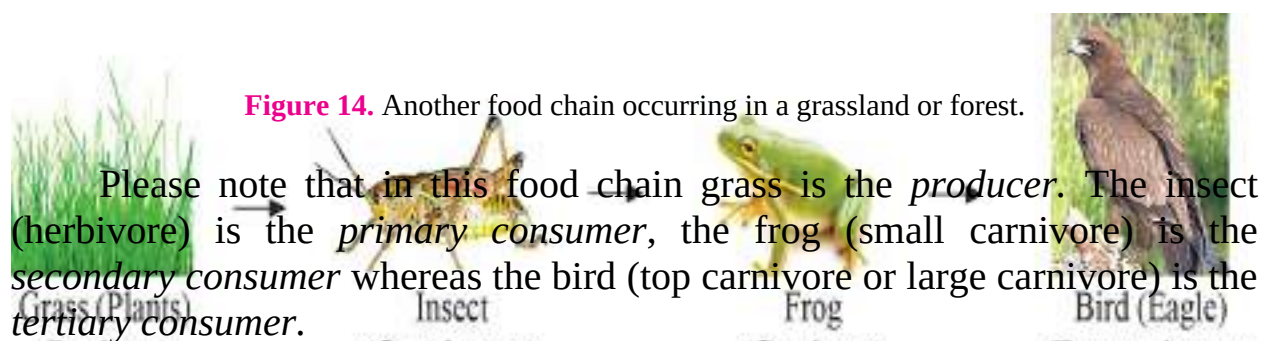 Figure 14. Another food chain occurring in a grassland or forest.
Please note that in this food chain grass is the producer. The insect
(herbivore) is the primary consumer, the frog (small carnivore) is the
secondary consumer whereas the bird (top carnivore or large carnivore) is the
Grass (Plants) Insect Frog Bird (Eagle)
tertiary consumer.